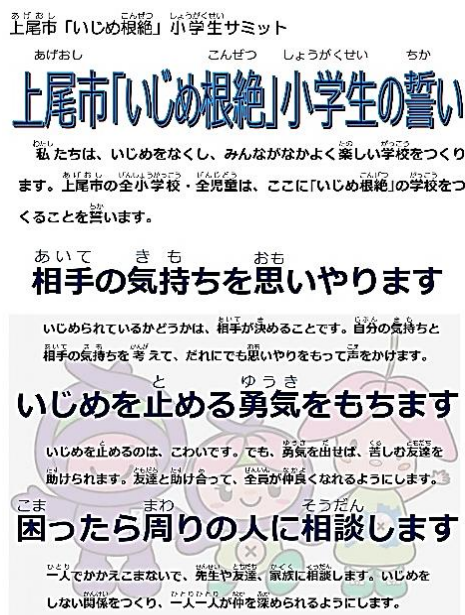 上尾市「いじめ根絶」小学生サミット
上尾市「いじめ根絶」小学生の誓い
私たちは、いじめをなくし、みんながなかよく楽しい学校をつくり
ます。上尾市の全小学校・全児童は、ここに「いじめ根絶」の学校をつ
くることを誓います。
相手の気持ちを思いやります
いじめられているかどうかは、相手が決めることです。自分の気持ちと
相手の気持ちを考えて、だれにでも思いやりをもって声をかけます。
いじめを止める勇気をもちます
いじめを止めるのは、こわいです。でも、勇気を出せば、苦しむ友達を
助けられます。友達と助け合って、全員が仲良くなれるようにします。
困ったら周りの人に相談します
一人でかかえこまないで、先生や友達、家族に相談します。いじめを
しない関係をつくり、一人一人が仲を深められるようにします。